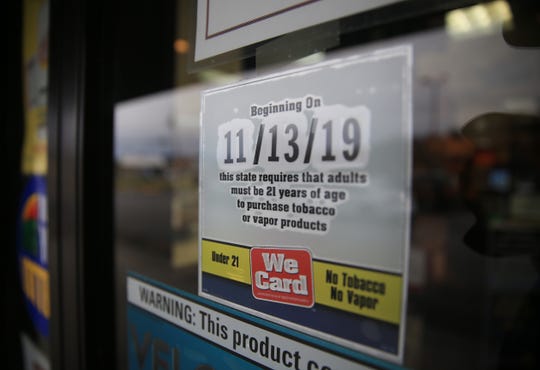 Beginning On
11/13/19
this state requires that adults
must be 21 years of age
to purchase tobacco
or vapor products
Under 21
We
Card
No Tobacco
No Vapor
WARNING: This product co